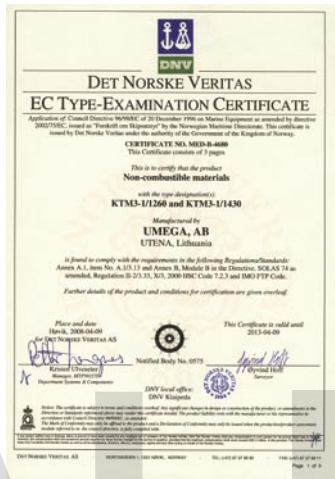 DNV
DET NORSKE VERITAS
EC TYPE-EXAMINATION CERTIFICATE
Application of: Council Directive 96/98/EC of 20 December 1996 on Marine Equipment as amended by directive
2002/75/EC, issued as "Forskrift om Skipsutstyr" by the Norwegian Maritime Directorate. This certificate is
issued by Det Norske Veritas under the authority of the Government of the Kingdom of Norway.
CERTIFICATE NO. MED-B-4680
This Certificate consists of 3 pages
This is to certify that the product
Non-combustible materials
with the type designation(s)
KTM3-1/1260 and KTM3-1/1430
Manufactured by
UMEGA, AB
UTENA, Lithuania
is found to comply with the requirements in the following Regulations/Standards:
Annex A.1, item No. A.1/3.13 and Annex B, Module B in the Directive. SOLAS 74 as
amended, Regulation II-2/3.33, X/3, 2000 HSC Code 7.2.3 and IMO FTP Code.
Further details of the product and conditions for certification are given overleaf.
Place and date
Høvik, 2008-04-09
for DET NORSKE VERITAS AS
This Certificate is valid until
2013-04-09
Kristof Ulveseter
Manager
Department Systems & Components
Notified Body No. 0575
Øyvind Hoff
Surveyor
DNV local office:
DNV Klaipeda
DET NORSKE VERITAS AS
Page 1 of 3